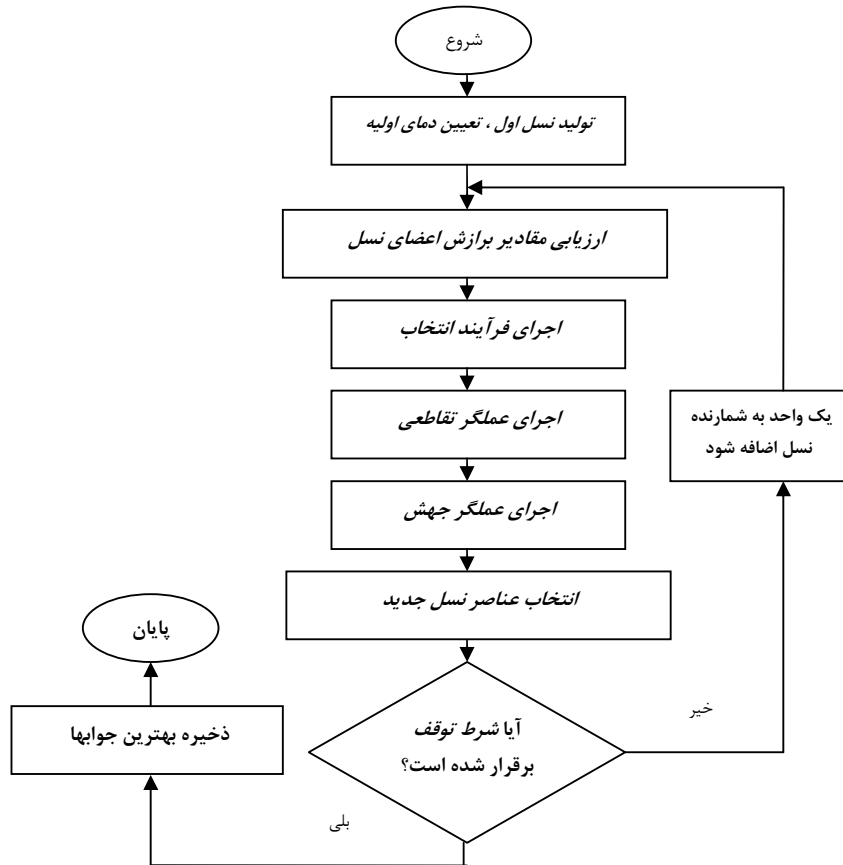 شروع
تولید نسل اول ، تعیین دمای اولیه
ارزیابی مقادیر برازش اعضای نسل
اجرای فرآیند انتخاب
اجرای عملگر تقاطعی
اجرای عملگر جهش
انتخاب عناصر نسل جدید
آیا شرط توقف
برقرار شده است؟
خیر
یک واحد به شمارنده
نسل اضافه شود
بلی
ذخیره بهترین جوابها
پایان